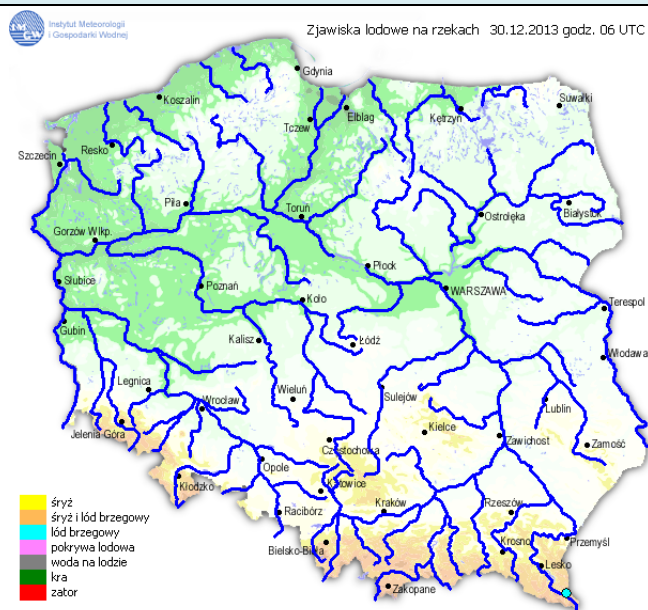 Instytut Meteorologii
i Gospodarki Wodnej
Zjawiska lodowe na rzekach 30.12.2013 godz. 06 UTC
Gdynia
Koszalin
Suwałki
Elbląg
Kętrzyn
Tczew
Resko
Szczecin
Piła
Toruń
Ostrołęka
Białystok
Gorzów Wlkp.
Płock
Słubice
Poznań
WARSZAWA
Koło
Terespol
Gubin
Kalisz
Łódź
Włodawa
Legnica
Wieluń
Sulejów
Wrocław
Lublin
Jelenia Góra
Kielce
Zawichost
Zamość
Częstochowa
Opole
Kłodzko
Katowice
Racibórz
Kraków
Rzeszów
Przemyśl
Bielsko-Biała
Krosno
Lesko
Zakopane
śryż
śryż i lód brzegowy
lód brzegowy
pokrywa lodowa
woda na lodzie
kra
zator